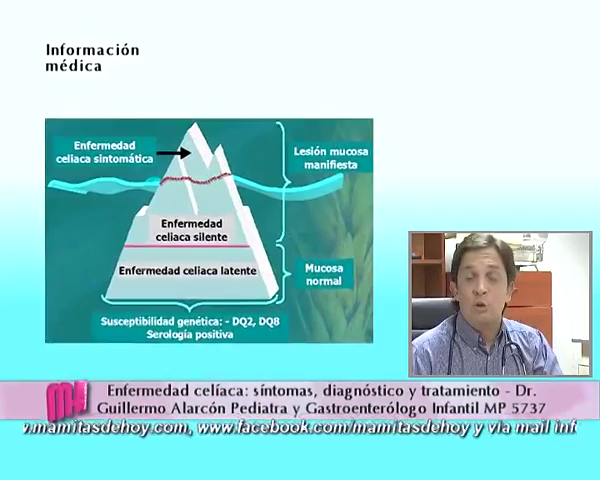 Información
médica
Enfermedad
celiaca sintomática
Lesión mucosa
manifiesta
Enfermedad
celiaca silente
Enfermedad celiaca latente
Mucosa
normal
Susceptibilidad genética: - DQ2, DQ8
Serología positiva
Enfermedad celíaca: síntomas, diagnóstico y tratamiento - Dr.
Guillermo Alarcón Pediatra y Gastroenterólogo Infantil MP 5737
.mamitasdehoy.com, www.facebook.com/mamitasdehoy y via mail inf